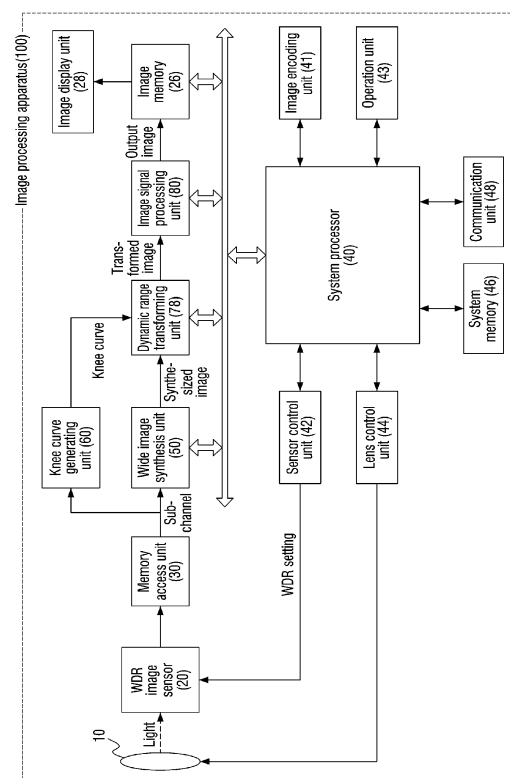 Image processing apparatus(100)
10
Light
WDR
image
sensor
(20)
Memory
access unit
(30)
Sub-
channel
Knee curve
generating
unit (60)
Knee curve
Wide image
synthesis unit
(50)
Synthe-
sized image
Dynamic range
transforming
unit (78)
Trans-
formed image
Image signal
processing
unit (80)
Output
image
Image
memory
(26)
Image display unit
(28)
WDR setting
Sensor control
unit (42)
Lens control
unit (44)
System processor
(40)
Image encoding
unit (41)
Operation unit
(43)
System
memory (46)
Communication
unit (48)